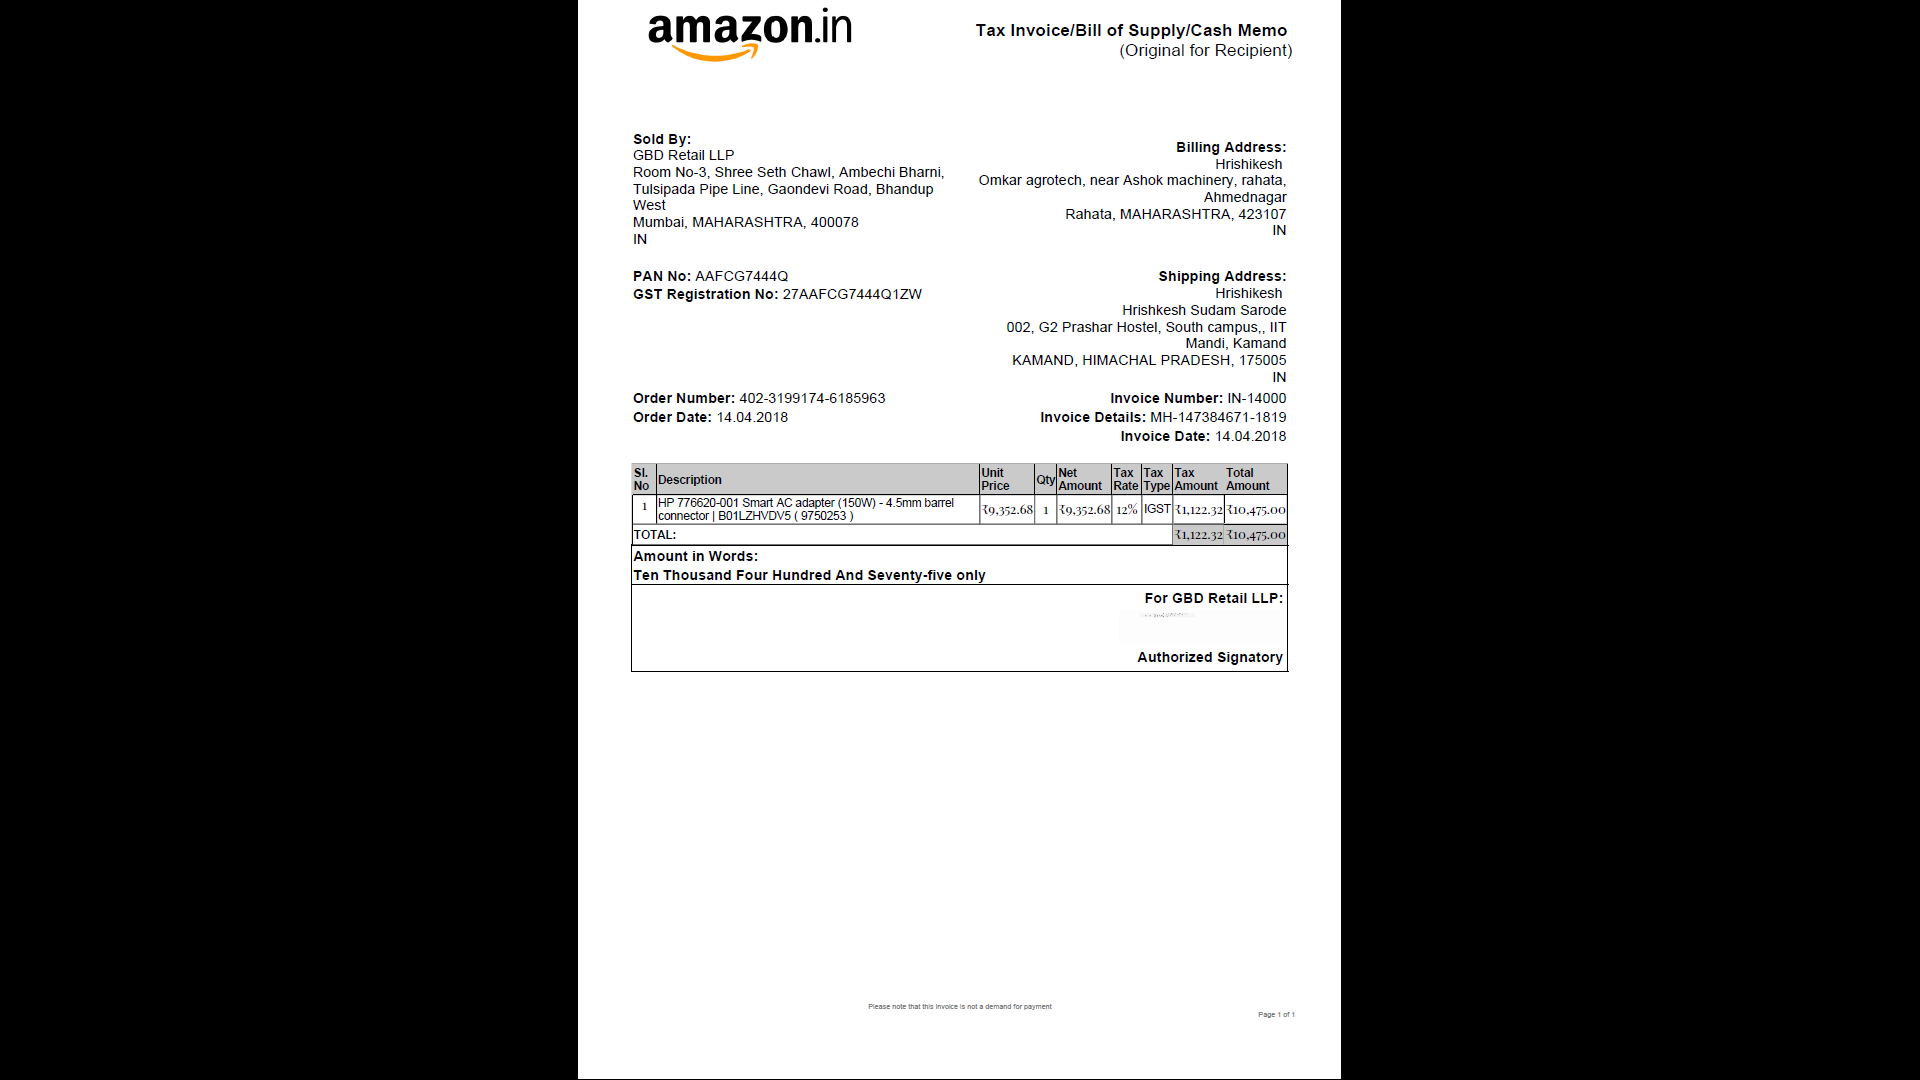 amazon.in
Tax Invoice/Bill of Supply/Cash Memo
(Original for Recipient)
Sold By:
GBD Retail LLP
Room No-3, Shree Seth Chawl, Ambechi Bharni,
Tulsipada Pipe Line, Gaondevi Road, Bhandup
West
Mumbai, MAHARASHTRA, 400078
IN
Billing Address:
Hrishikesh
Omkar agrotech, near Ashok machinery, rahata,
Ahmednagar
Rahata, MAHARASHTRA, 423107
IN
PAN No: AAFCG7444Q
GST Registration No: 27AAFCG7444Q1ZW
Shipping Address:
Hrishikesh
Hrishkesh Sudam Sarode
002, G2 Prashar Hostel, South campus,, IIT
Mandi, Kamand
KAMAND, HIMACHAL PRADESH, 175005
IN
Order Number: 402-3199174-6185963
Order Date: 14.04.2018
Invoice Number: IN-14000
Invoice Details: MH-147384671-1819
Invoice Date: 14.04.2018
Sl. No Description Unit Price Qty Net Amount Tax Rate Tax Type Tax Amount Total Amount
1 HP 776620-001 Smart AC adapter (150W) - 4.5mm barrel
connector | B01LZHVDV5 ( 9750253 ) ₹9,352.68 1 ₹9,352.68 12% IGST ₹1,122.32 ₹10,475.00
TOTAL: ₹1,122.32 ₹10,475.00
Amount in Words:
Ten Thousand Four Hundred And Seventy-five only
For GBD Retail LLP:
Authorized Signatory
Please note that this invoice is not a demand for payment
Page 1 of 1